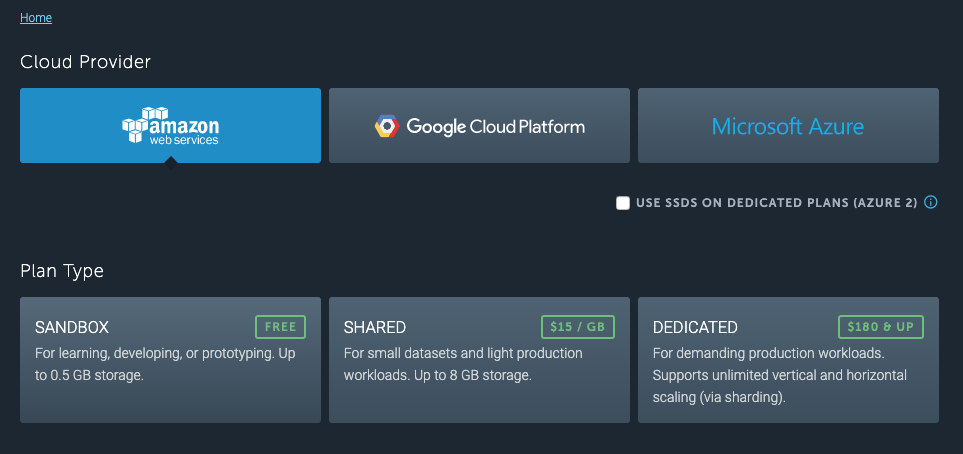 Home
Cloud Provider
amazon
web services
Google Cloud Platform
Microsoft Azure
USE SSDS ON DEDICATED PLANS (AZURE 2)
Plan Type
SANDBOX
FREE
For learning, developing, or prototyping. Up
to 0.5 GB storage.
SHARED
$15 / GB
For small datasets and light production
workloads. Up to 8 GB storage.
DEDICATED
$180 & UP
For demanding production workloads.
Supports unlimited vertical and horizontal
scaling (via sharding).